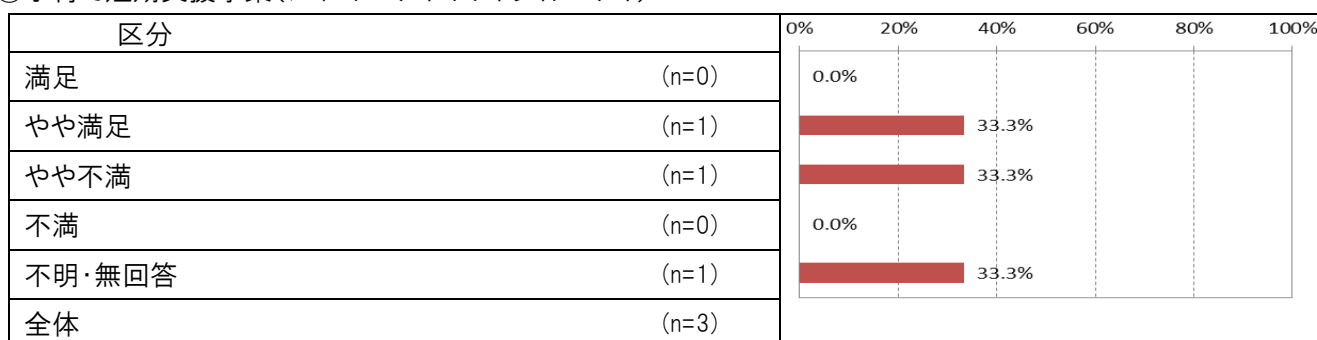 区分
0% 20% 40% 60% 80% 100%
満足 (n=0) 0.0%
やや満足 (n=1) 33.3%
やや不満 (n=1) 33.3%
不満 (n=0) 0.0%
不明・無回答 (n=1) 33.3%
全体 (n=3)